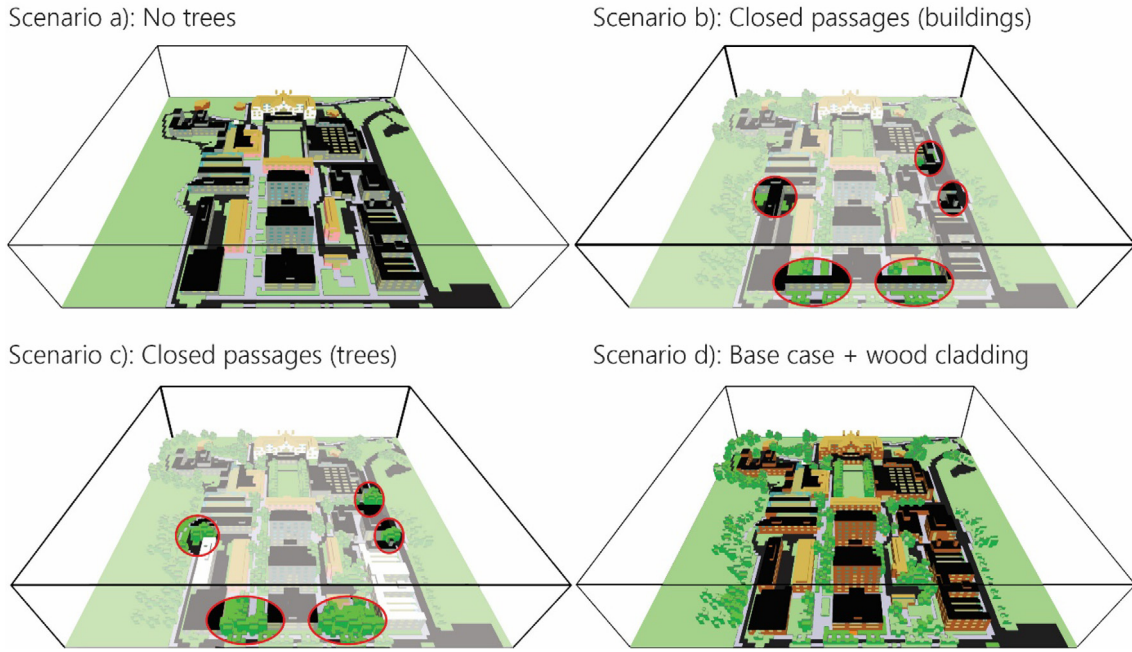 Scenario a): No trees
Scenario b): Closed passages (buildings)
Scenario c): Closed passages (trees)
Scenario d): Base case + wood cladding